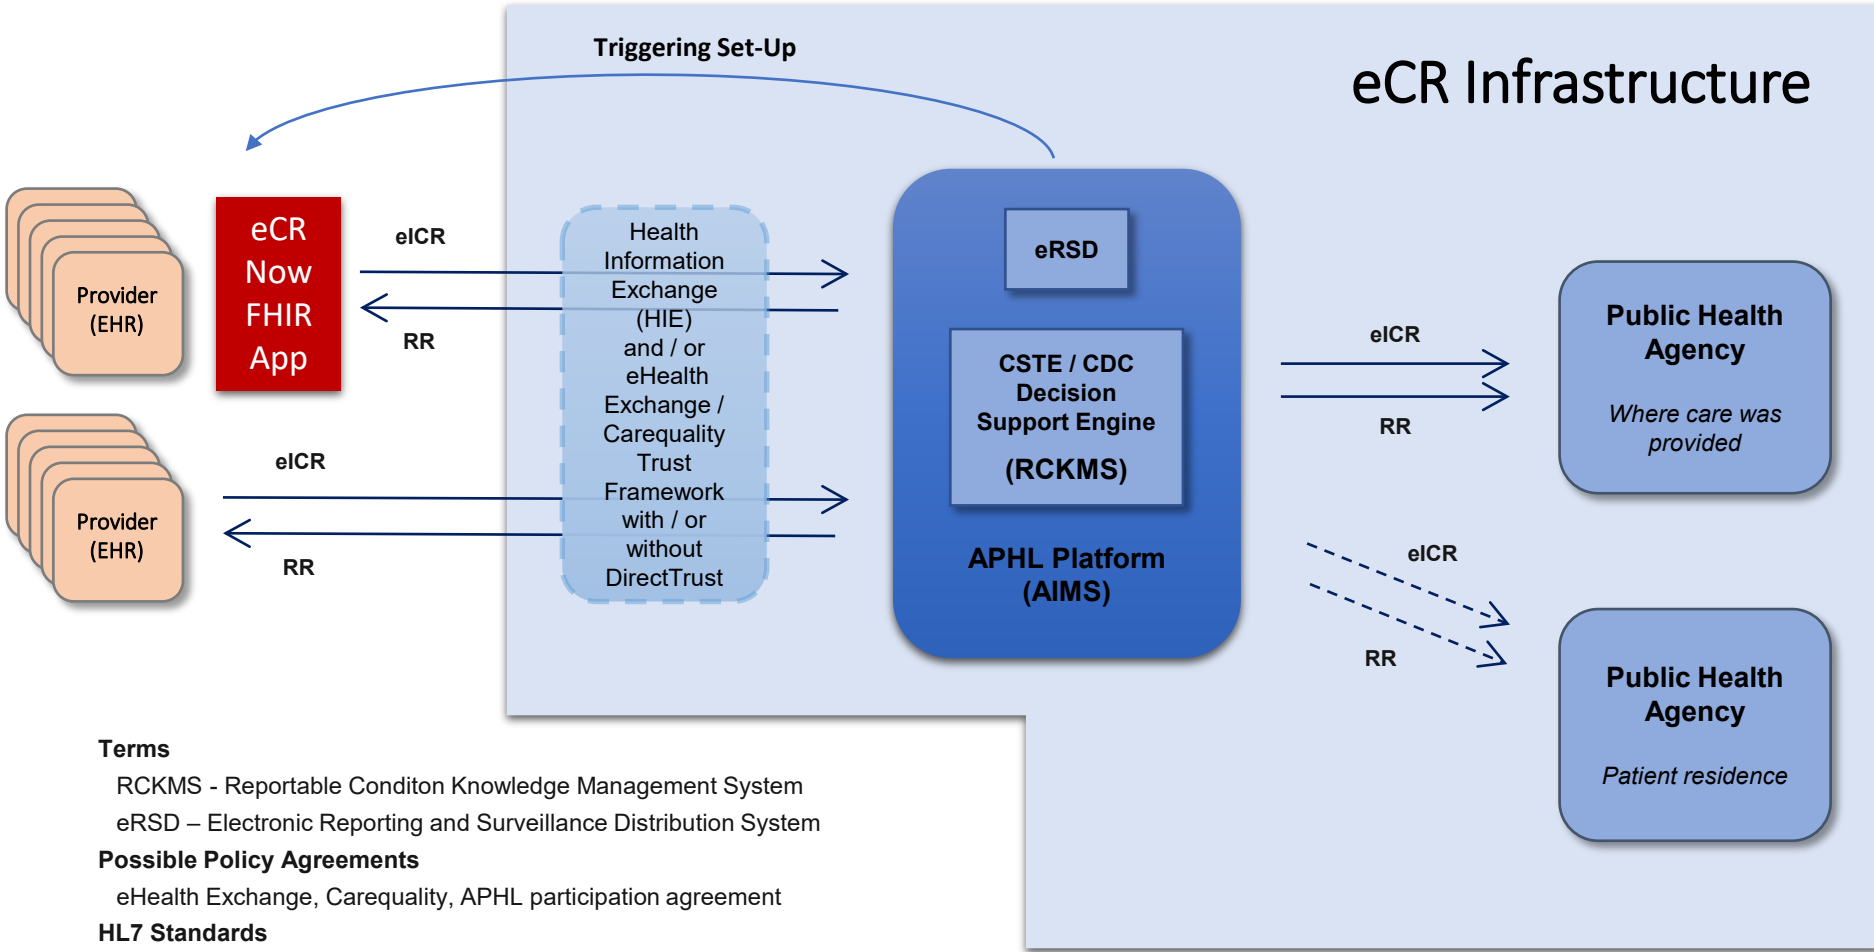 Triggering Set-Up
eCR Infrastructure
Provider
(EHR)
eCR
Now
FHIR
App
eICR
RR
Provider
(EHR)
eICR
RR
Health
Information
Exchange
(HIE)
and / or
eHealth
Exchange /
Carequality
Trust
Framework
with / or
without
DirectTrust
eRSD
CSTE / CDC
Decision
Support Engine
(RCKMS)
APHL Platform
(AIMS)
eICR
RR
Public Health
Agency
Where care was
provided
eICR
RR
Public Health
Agency
Patient residence
Terms
RCKMS - Reportable Conditon Knowledge Management System
eRSD – Electronic Reporting and Surveillance Distribution System
Possible Policy Agreements
eHealth Exchange, Carequality, APHL participation agreement
HL7 Standards